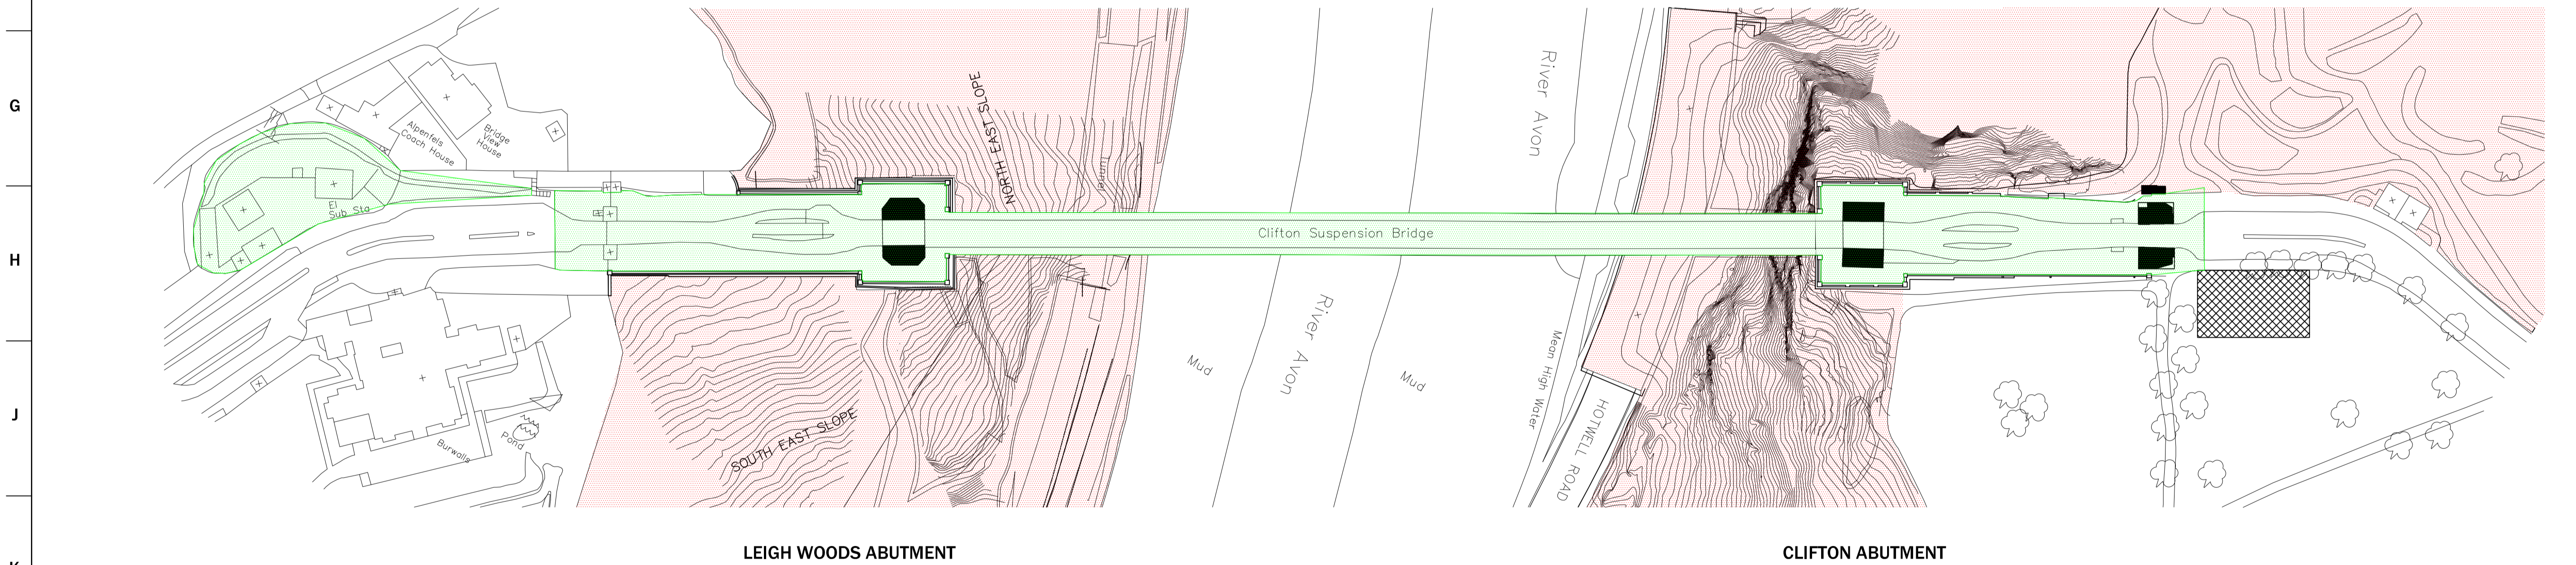 G
H
J
Alpenfels
Coach House
Bridge
View
House
El
Sub Sta
NORTH EAST SLOPE
Tunnel
River Avon
Clifton Suspension Bridge
River Avon
Mud
Mud
Mean High Water
HOTWELL ROAD
SOUTH EAST SLOPE
Burwalls
Pond
LEIGH WOODS ABUTMENT
CLIFTON ABUTMENT